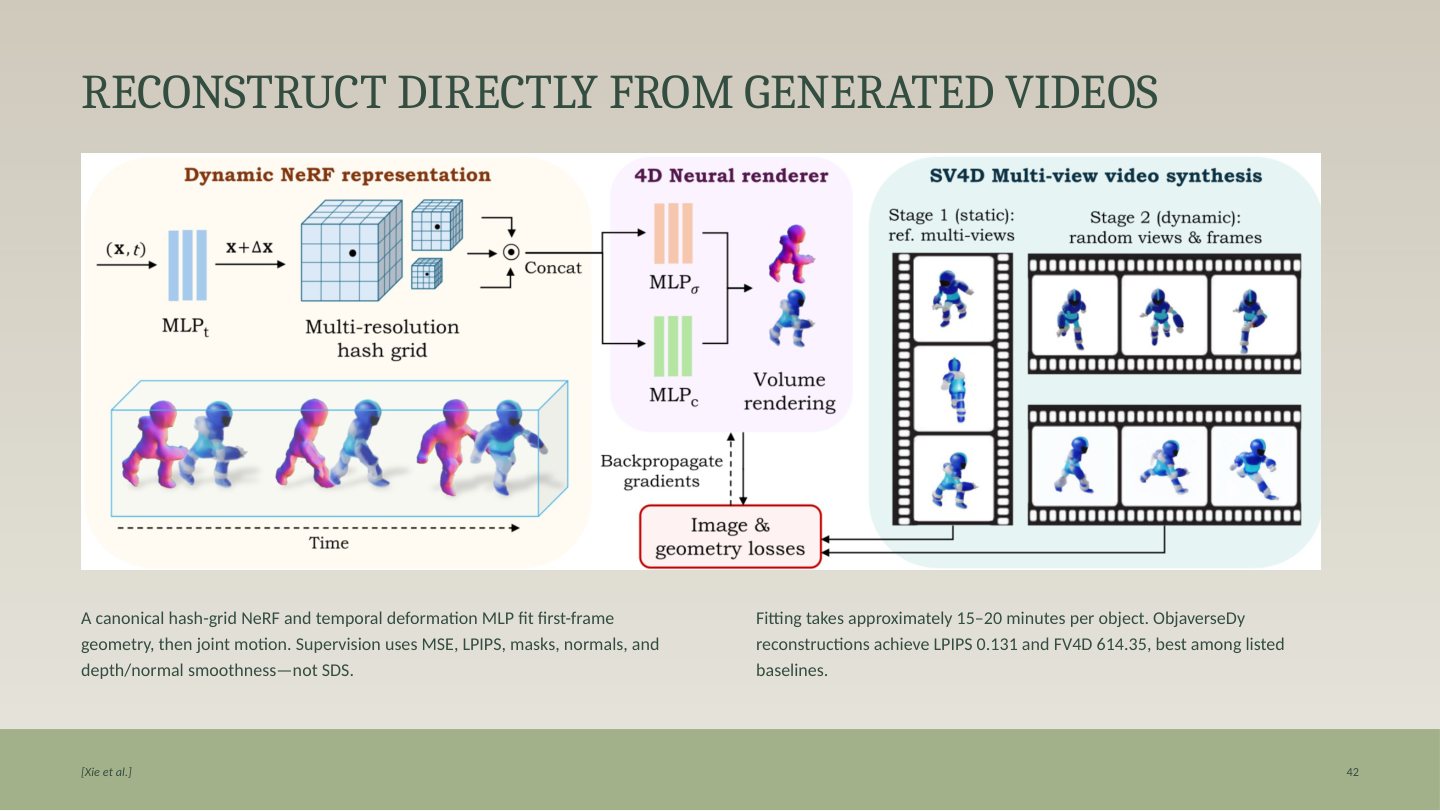 RECONSTRUCT DIRECTLY FROM GENERATED VIDEOS
Dynamic NeRF representation
(x, t)
MLPt
x+Δx
Multi-resolution
hash grid
Concat
Time
4D Neural renderer
MLPσ
MLPc
Volume
rendering
Backpropagate
gradients
Image &
geometry losses
SV4D Multi-view video synthesis
Stage 1 (static):
ref. multi-views
Stage 2 (dynamic):
random views & frames
A canonical hash-grid NeRF and temporal deformation MLP fit first-frame
geometry, then joint motion. Supervision uses MSE, LPIPS, masks, normals, and
depth/normal smoothness—not SDS.
Fitting takes approximately 15–20 minutes per object. ObjaverseDy
reconstructions achieve LPIPS 0.131 and FV4D 614.35, best among listed
baselines.
[Xie et al.]
42